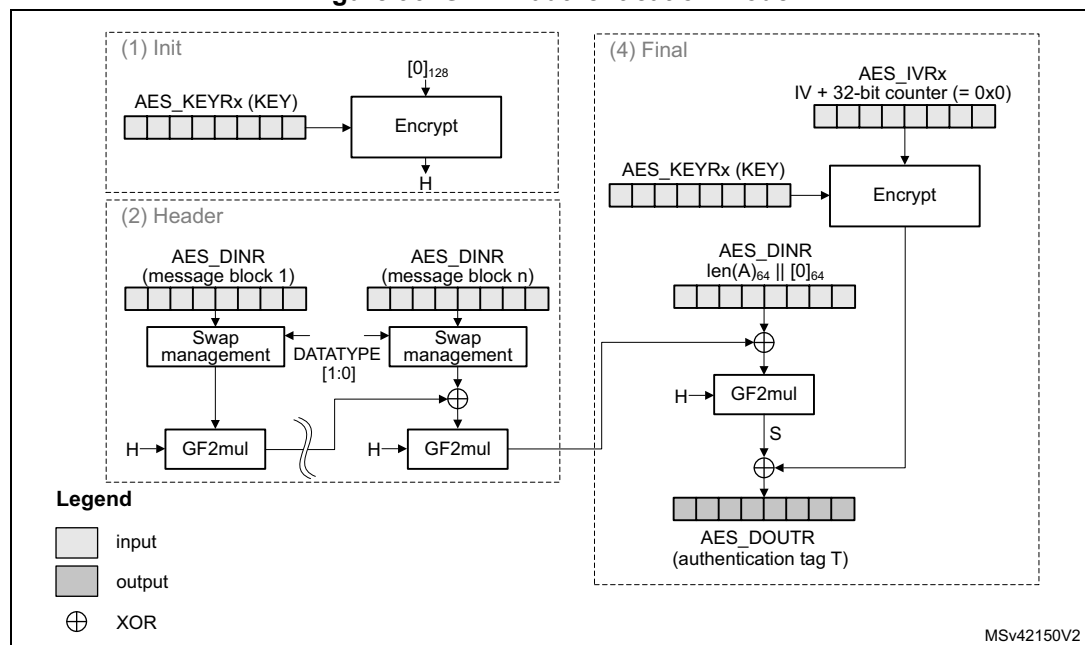 (1) Init
[0]128
AES_KEYRx (KEY)
Encrypt
H
(2) Header
AES_DINR
(message block 1)
AES_DINR
(message block n)
Swap
management
DATATYPE
[1:0]
Swap
management
H
GF2mul
H
GF2mul
(4) Final
AES_IVRx
IV + 32-bit counter (= 0x0)
AES_KEYRx (KEY)
Encrypt
AES_DINR
len(A)64 || [0]64
H
GF2mul
S
AES_DOUTR
(authentication tag T)
Legend
input
output
XOR
MSv42150V2